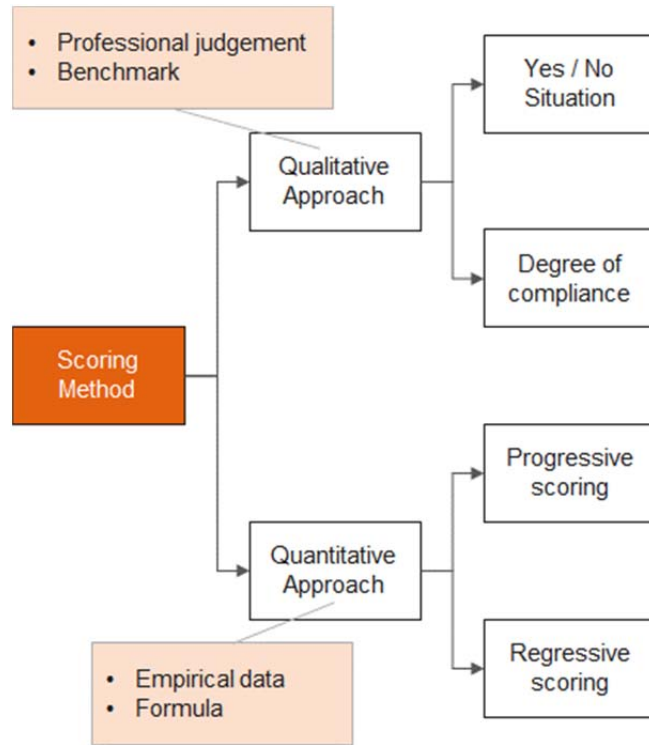 • Professional judgement
• Benchmark
Yes / No
Situation
Qualitative
Approach
Degree of
compliance
Scoring
Method
Progressive
scoring
Quantitative
Approach
Regressive
scoring
• Empirical data
• Formula